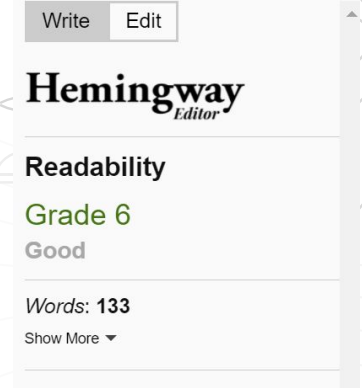 Write Edit
Hemingway
Editor
Readability
Grade 6
Good
Words: 133
Show More